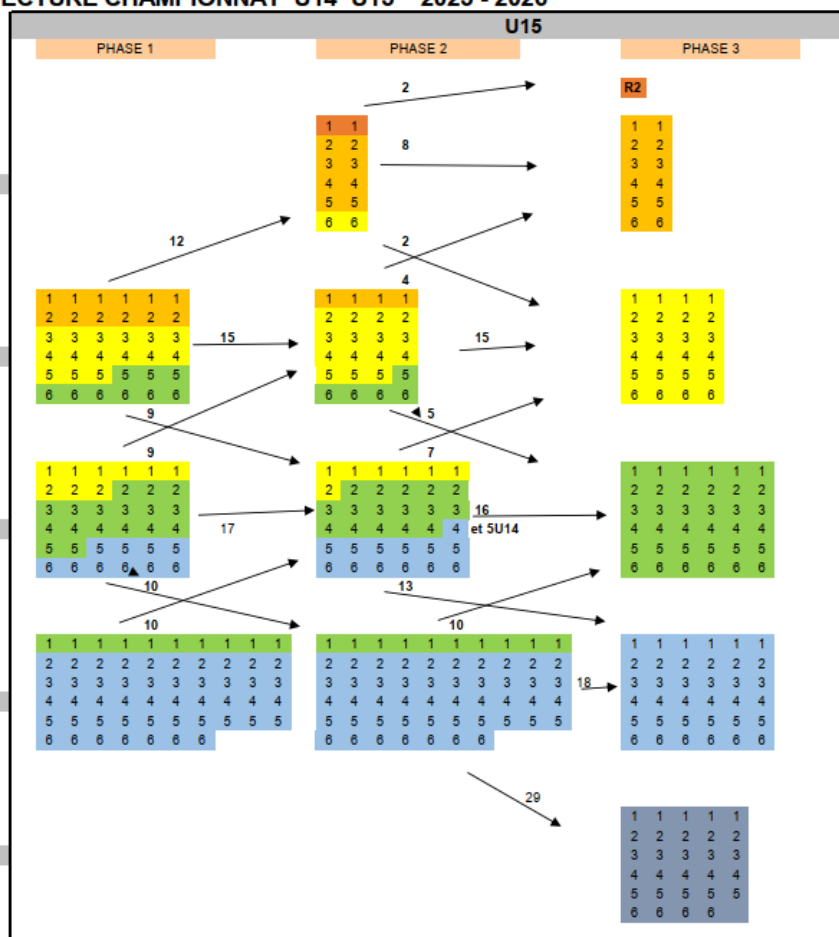 ECTURE CHAMPIONNAT U14 U15 2025 - 2026
U15
PHASE 1 PHASE 2 PHASE 3
2 R2
1 1 1 1
2 2 8 2 2
3 3 3 3
4 4 4 4
5 5 5 5
6 6 6 6
12 2
4
1 1 1 1 1 1 1 1 1 1 1 1 1 1
2 2 2 2 2 2 2 2 2 2 2 2 2 2
3 3 3 3 3 3 15 3 3 3 3 15 3 3 3 3
4 4 4 4 4 4 4 4 4 4 4 4 4 4
5 5 5 5 5 5 5 5 5 5 5 5 5 5
6 6 6 6 6 6 6 6 6 6 6 6 6 6
9 5
9 7
1 1 1 1 1 1 1 1 1 1 1 1 1 1 1 1 1 1
2 2 2 2 2 2 2 2 2 2 2 2 2 2 2 2 2 2
3 3 3 3 3 3 3 3 3 3 3 3 16 3 3 3 3 3 3
4 4 4 4 4 4 17 4 4 4 4 4 4 et 5U14 4 4 4 4 4 4
5 5 5 5 5 5 5 5 5 5 5 5 5 5 5 5 5 5
6 6 6 6 6 6 6 6 6 6 6 6 6 6 6 6 6 6
10 13
10 10
1 1 1 1 1 1 1 1 1 1 1 1 1 1 1 1 1 1 1 1 1 1 1 1 1 1
2 2 2 2 2 2 2 2 2 2 2 2 2 2 2 2 2 2 2 2 2 2 2 2 2 2
3 3 3 3 3 3 3 3 3 3 3 3 3 3 3 3 3 3 3 3 18 3 3 3 3 3 3
4 4 4 4 4 4 4 4 4 4 4 4 4 4 4 4 4 4 4 4 4 4 4 4 4 4
5 5 5 5 5 5 5 5 5 5 5 5 5 5 5 5 5 5 5 5 5 5 5 5 5 5
6 6 6 6 6 6 6 6 6 6 6 6 6 6 6 6 6 6 6 6
29
1 1 1 1 1
2 2 2 2 2
3 3 3 3 3
4 4 4 4 4
5 5 5 5 5
6 6 6 6